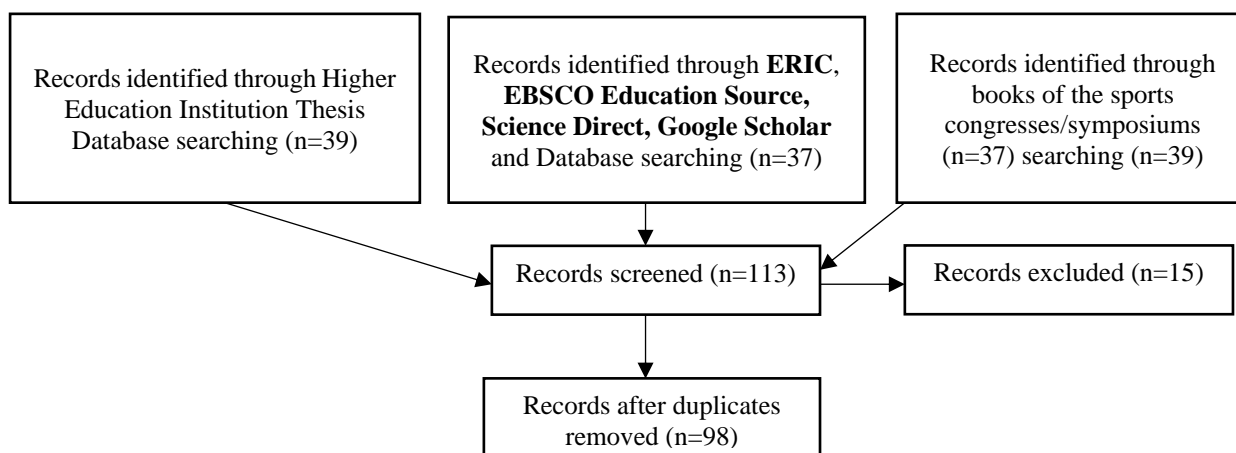 Records identified through Higher
Education Institution Thesis
Database searching (n=39)
Records identified through ERIC,
EBSCO Education Source,
Science Direct, Google Scholar
and Database searching (n=37)
Records identified through
books of the sports
congresses/symposiums
(n=37) searching (n=39)
Records screened (n=113)
Records excluded (n=15)
Records after duplicates
removed (n=98)